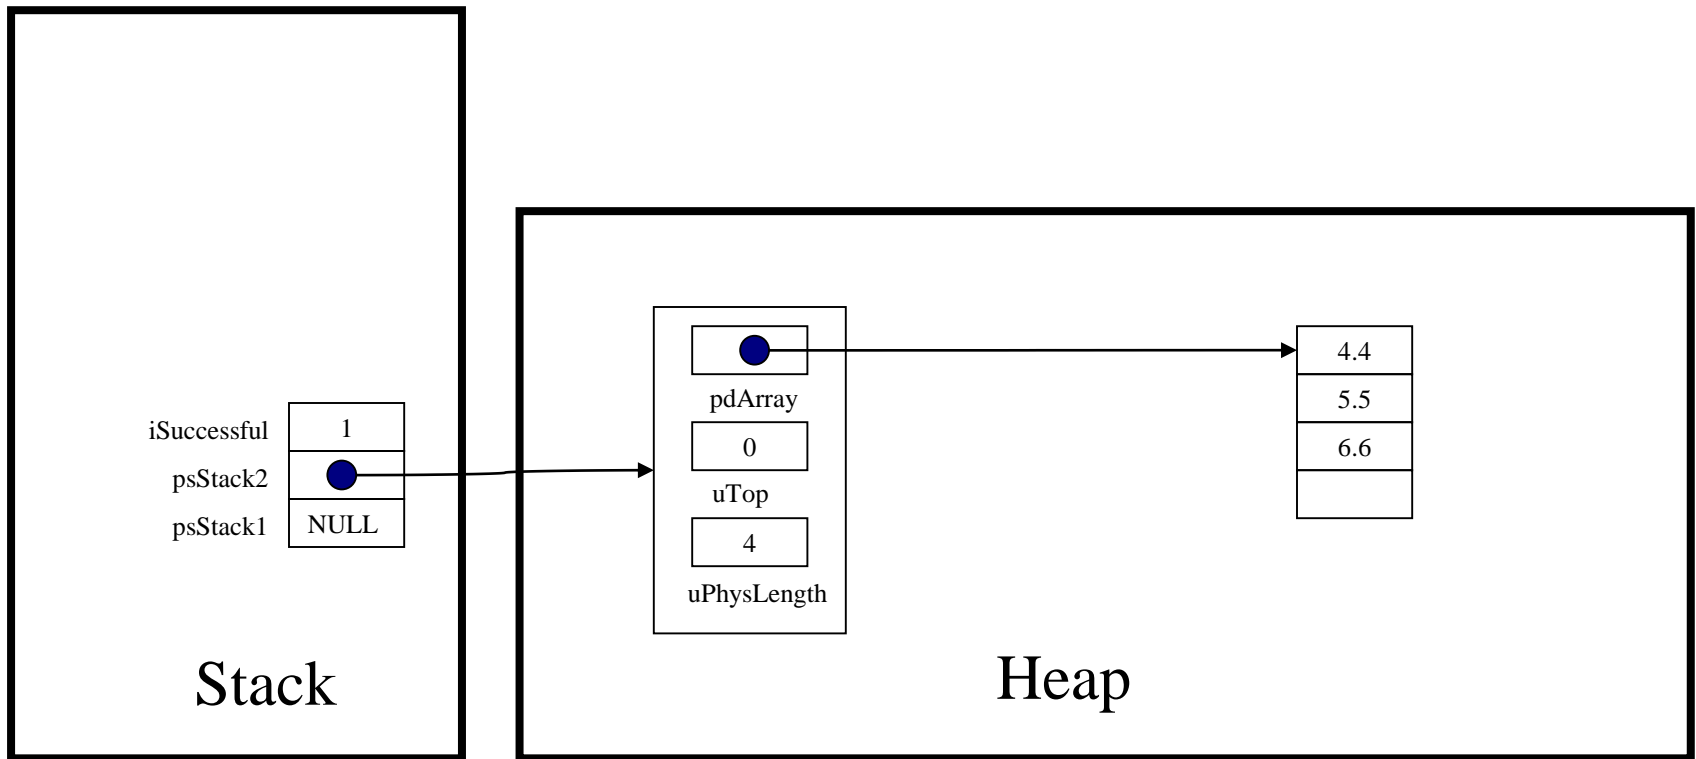 iSuccessful 1
psStack2
psStack1 NULL
Stack
pdArray
0
uTop
4
uPhysLength
4.4
5.5
6.6
Heap